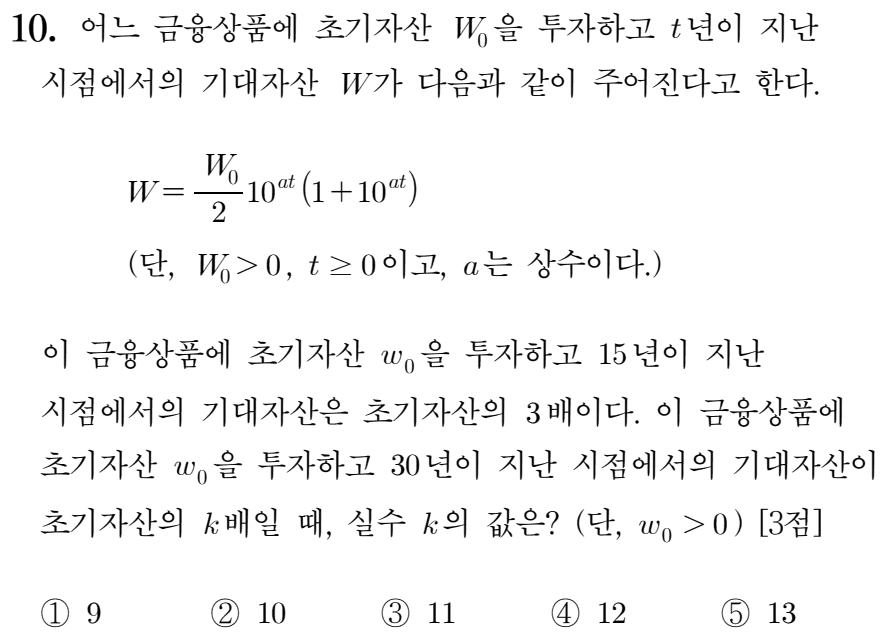 10. 어느 금융상품에 초기자산 W₀을 투자하고 t년이 지난
시점에서의 기대자산 W가 다음과 같이 주어진다고 한다.
W = \frac{W_0}{2} 10^{at} (1 + 10^{at})
(단, W₀ > 0, t ≥ 0이고, a는 상수이다.)
이 금융상품에 초기자산 w₀을 투자하고 15년이 지난
시점에서의 기대자산은 초기자산의 3배이다. 이 금융상품에
초기자산 w₀을 투자하고 30년이 지난 시점에서의 기대자산이
초기자산의 k배일 때, 실수 k의 값은? (단, w₀ > 0) [3점]
① 9 ② 10 ③ 11 ④ 12 ⑤ 13